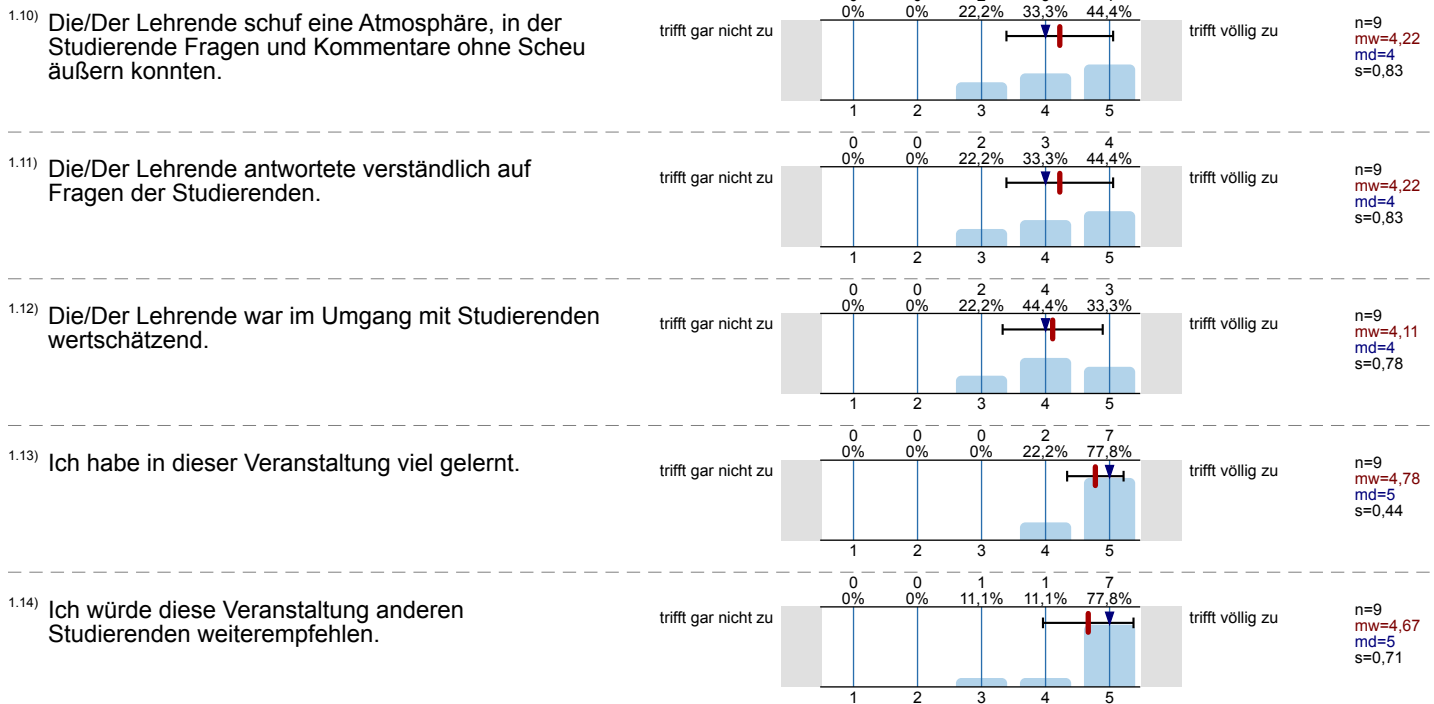 1.10) Die/Der Lehrende schuf eine Atmosphäre, in der
Studierende Fragen und Kommentare ohne Scheu
äußern konnten.
trifft gar nicht zu
0% 0% 22,2% 33,3% 44,4%
1 2 3 4 5
trifft völlig zu
n=9
mw=4,22
md=4
s=0,83
1.11) Die/Der Lehrende antwortete verständlich auf
Fragen der Studierenden.
trifft gar nicht zu
0 0 2 3 4
0% 0% 22,2% 33,3% 44,4%
1 2 3 4 5
trifft völlig zu
n=9
mw=4,22
md=4
s=0,83
1.12) Die/Der Lehrende war im Umgang mit Studierenden
wertschätzend.
trifft gar nicht zu
0 0 2 4 3
0% 0% 22,2% 44,4% 33,3%
1 2 3 4 5
trifft völlig zu
n=9
mw=4,11
md=4
s=0,78
1.13) Ich habe in dieser Veranstaltung viel gelernt.
trifft gar nicht zu
0 0 0 2 7
0% 0% 0% 22,2% 77,8%
1 2 3 4 5
trifft völlig zu
n=9
mw=4,78
md=5
s=0,44
1.14) Ich würde diese Veranstaltung anderen
Studierenden weiterempfehlen.
trifft gar nicht zu
0 0 1 1 7
0% 0% 11,1% 11,1% 77,8%
1 2 3 4 5
trifft völlig zu
n=9
mw=4,67
md=5
s=0,71